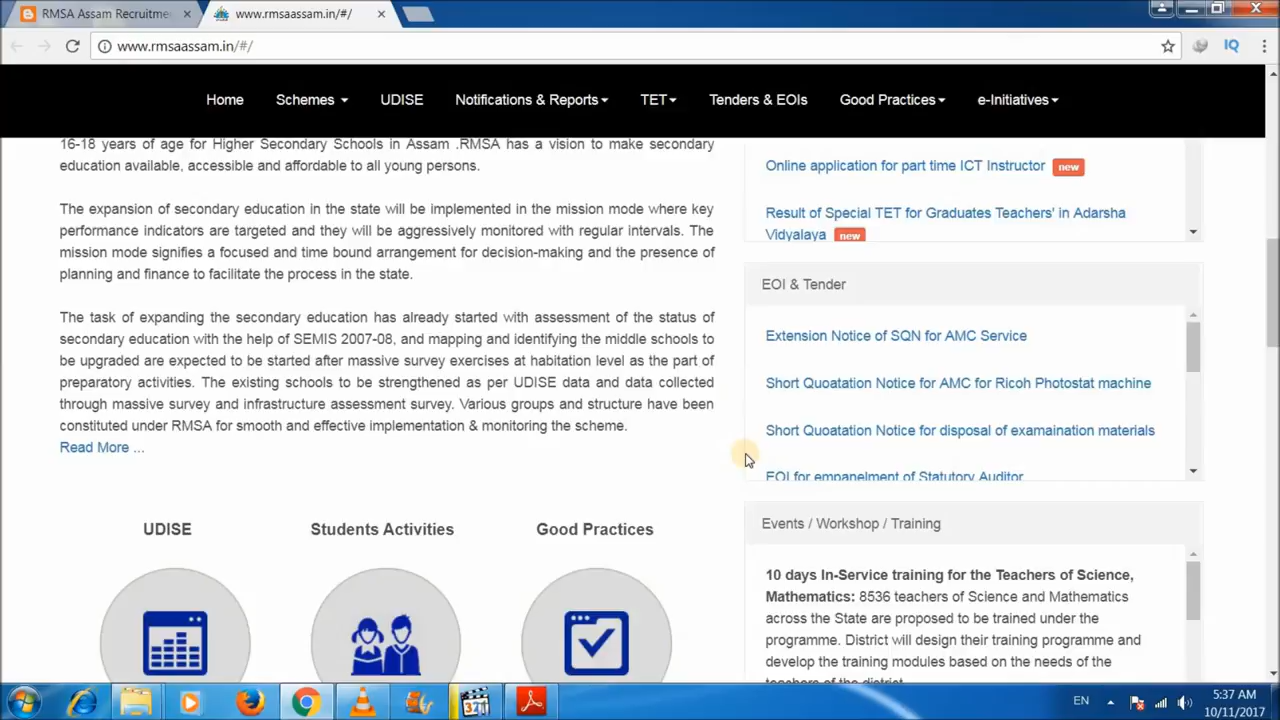 RMSA Assam Recruitme
www.rmsaassam.in/#/
www.rmsaassam.in/#/
IQ
Home
Schemes
UDISE
Notifications & Reports
TET
Tenders & EOIs
Good Practices
e-Initiatives
16-18 years of age for Higher Secondary Schools in Assam .RMSA has a vision to make secondary
education available, accessible and affordable to all young persons.
The expansion of secondary education in the state will be implemented in the mission mode where key
performance indicators are targeted and they will be aggressively monitored with regular intervals. The
mission mode signifies a focused and time bound arrangement for decision-making and the presence of
planning and finance to facilitate the process in the state.
The task of expanding the secondary education has already started with assessment of the status of
secondary education with the help of SEMIS 2007-08, and mapping and identifying the middle schools to
be upgraded are expected to be started after massive survey exercises at habitation level as the part of
preparatory activities. The existing schools to be strengthened as per UDISE data and data collected
through massive survey and infrastructure assessment survey. Various groups and structure have been
constituted under RMSA for smooth and effective implementation & monitoring the scheme.
Read More ...
UDISE
Students Activities
Good Practices
Online application for part time ICT Instructor new
Result of Special TET for Graduates Teachers' in Adarsha
Vidyalaya new
EOI & Tender
Extension Notice of SQN for AMC Service
Short Quoatation Notice for AMC for Ricoh Photostat machine
Short Quoatation Notice for disposal of examaination materials
EOI for empanelment of Statutory Auditor
Events / Workshop / Training
10 days In-Service training for the Teachers of Science,
Mathematics: 8536 teachers of Science and Mathematics
across the State are proposed to be trained under the
programme. District will design their training programme and
develop the training modules based on the needs of the
teachers of the district.
321
EN
5:37 AM
10/11/2017